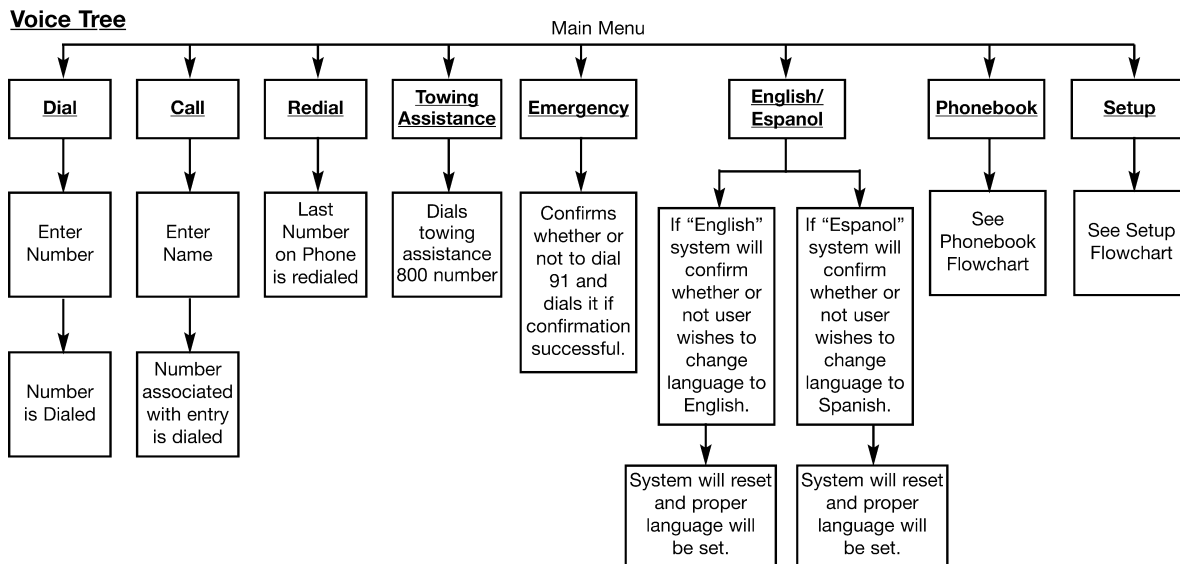 Voice Tree
Main Menu
Dial
Call
Redial
Towing
Assistance
Emergency
English/
Espanol
Phonebook
Setup
Enter
Number
Enter
Name
Last
Number
on Phone
is redialed
Dials
towing
assistance
800 number
Confirms
whether or
not to dial
91 and
dials it if
confirmation
successful.
If “English”
system will
confirm
whether or
not user
wishes to
change
language to
English.
If “Espanol”
system will
confirm
whether or
not user
wishes to
change
language to
Spanish.
See
Phonebook
Flowchart
See Setup
Flowchart
Number
is Dialed
Number
associated
with entry
is dialed
System will reset
and proper
language will
be set.
System will reset
and proper
language will
be set.